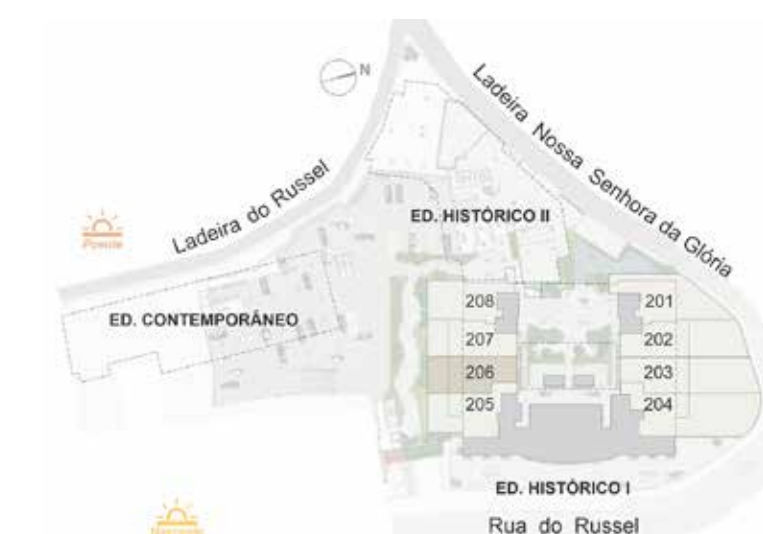 N
Ladeira Nossa Senhora da Glória
Ladeira do Russel
Poente
ED. HISTÓRICO II
ED. CONTEMPORÂNEO
208 201
207 202
206 203
205 204
ED. HISTÓRICO I
Rua do Russel
Nascente